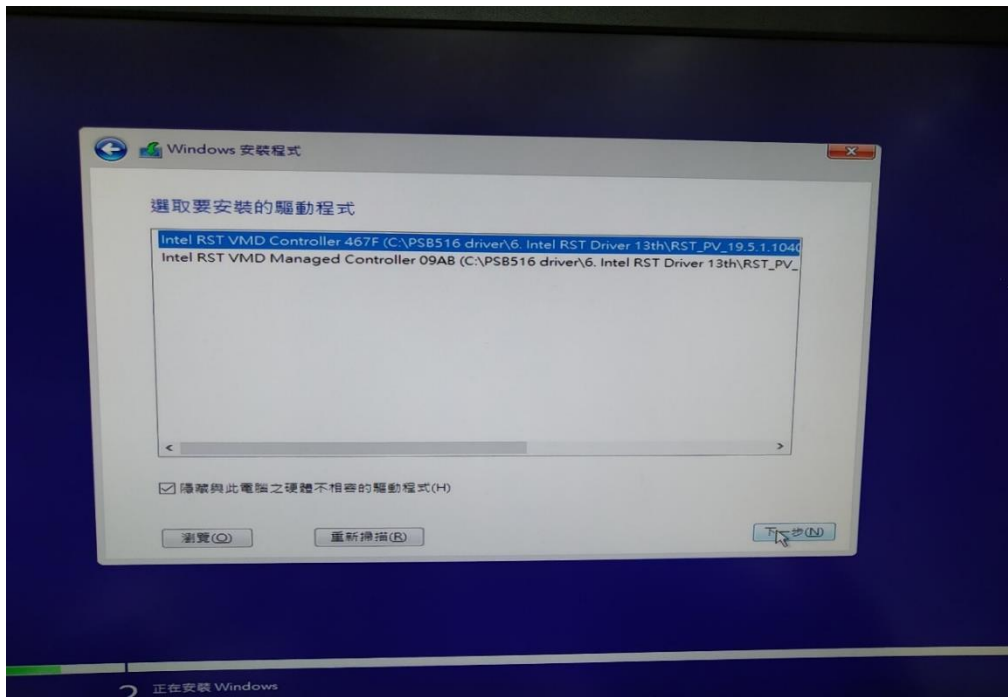 Windows 安裝程式
選取要安裝的驅動程式
Intel RST VMD Controller 467F (C:\PSB516 driver\6. Intel RST Driver 13th\RST_PV_19.5.1.1040
Intel RST VMD Managed Controller 09AB (C:\PSB516 driver\6. Intel RST Driver 13th\RST_PV_
隱藏與此電腦之硬體不相容的驅動程式(H)
瀏覽(O)
重新掃描(R)
下一步(N)
2 正在安裝 Windows